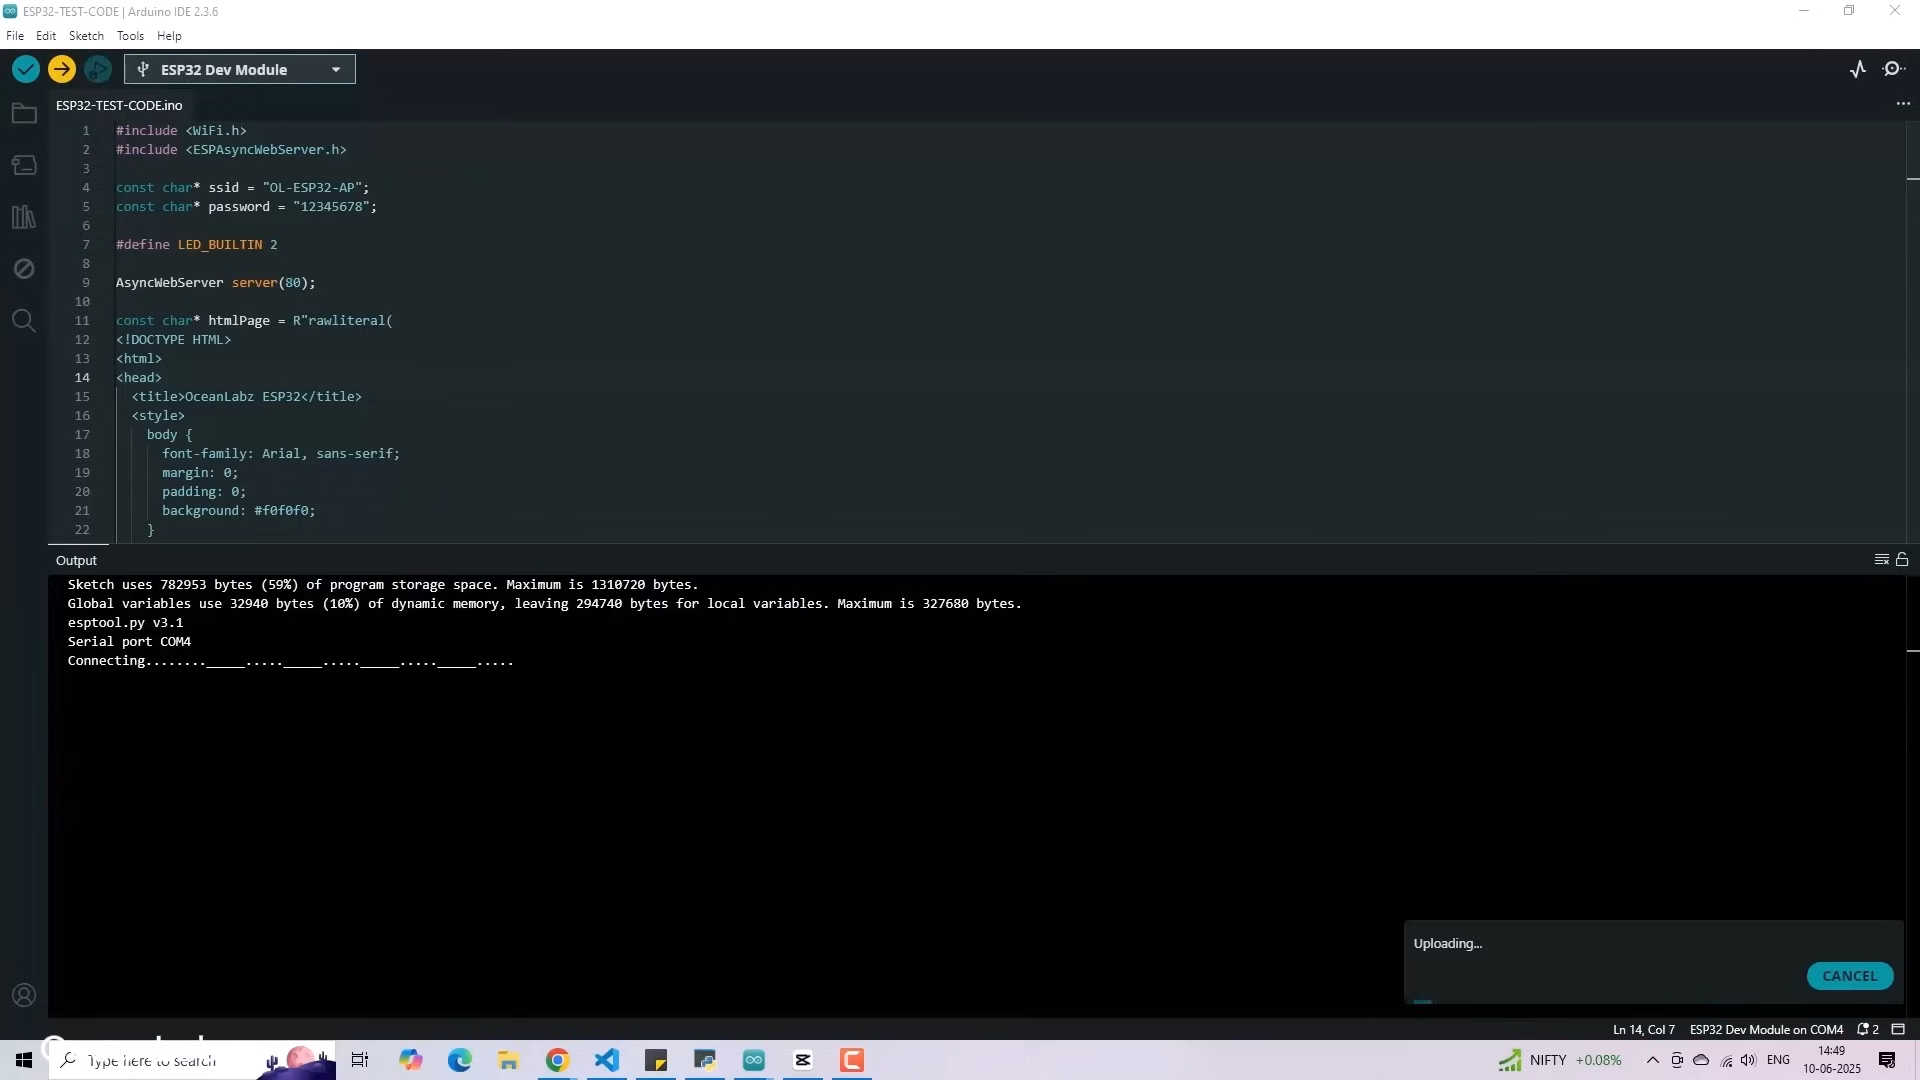 ESP32-TEST-CODE | Arduino IDE 2.3.6
File Edit Sketch Tools Help
ESP32 Dev Module
ESP32-TEST-CODE.ino
1 #include <WiFi.h>
2 #include <ESPAsyncWebServer.h>
3
4 const char* ssid = "OL-ESP32-AP";
5 const char* password = "12345678";
6
7 #define LED_BUILTIN 2
8
9 AsyncWebServer server(80);
10
11 const char* htmlPage = R"rawliteral(
12 <!DOCTYPE HTML>
13 <html>
14 <head>
15 <title>OceanLabz ESP32</title>
16 <style>
17 body {
18 font-family: Arial, sans-serif;
19 margin: 0;
20 padding: 0;
21 background: #f0f0f0;
22 }
Output
Sketch uses 782953 bytes (59%) of program storage space. Maximum is 1310720 bytes.
Global variables use 32940 bytes (10%) of dynamic memory, leaving 294740 bytes for local variables. Maximum is 327680 bytes.
esptool.py v3.1
Serial port COM4
Connecting........_____....._____....._____....._____.....
Uploading...
CANCEL
Ln 14, Col 7 ESP32 Dev Module on COM4 2
Type here to search
NIFTY +0.08% ENG
14:49
10-06-2025